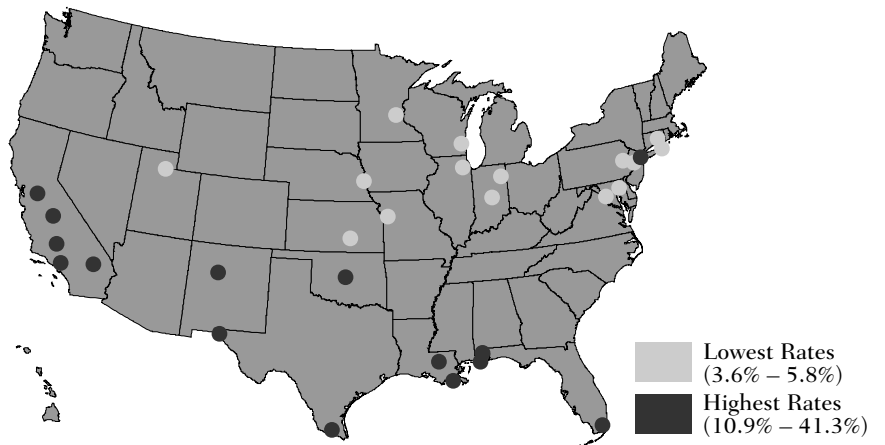 Lowest Rates
(3.6% – 5.8%)
Highest Rates
(10.9% – 41.3%)